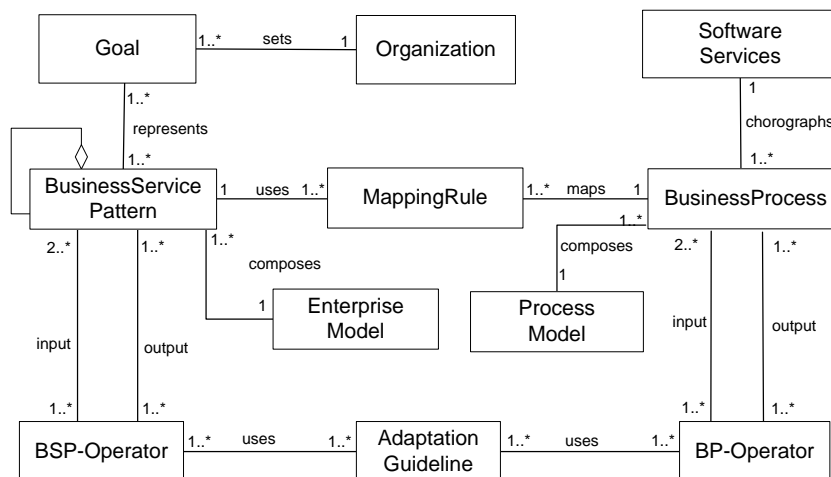 Goal
1..*
sets
1
Organization
Software
Services
1..*
1
represents
chorographs
1..*
1..*
BusinessService
Pattern
1
uses
1..*
MappingRule
1..*
maps
1
BusinessProcess
2..*
1..*
1..*
composes
1..*
composes
2..*
1..*
1
Enterprise
Model
1
Process
Model
input
output
input
output
1..*
1..*
1..*
1..*
BSP-Operator
1..*
uses
1..*
Adaptation
Guideline
1..*
uses
1..*
BP-Operator